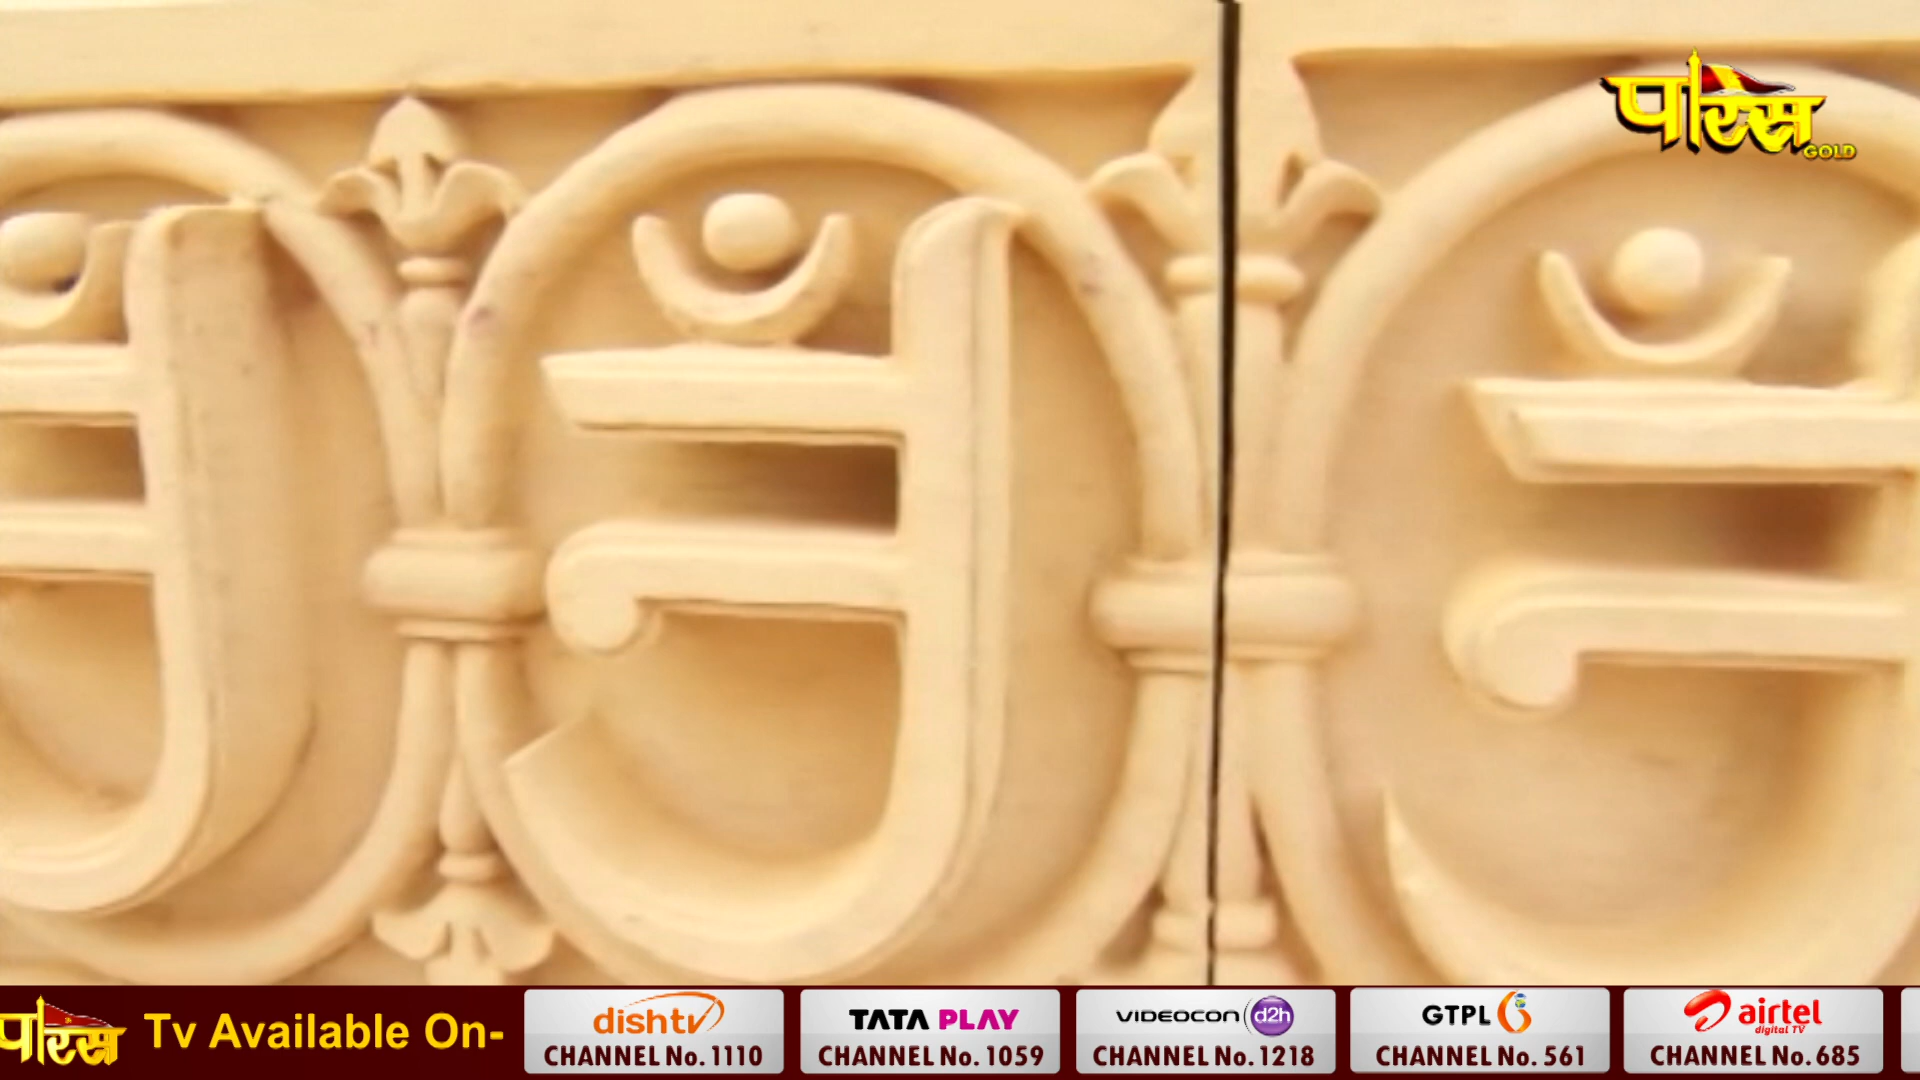 पारस
GOLD
ॐ ॐ ॐ
पारस Tv Available On-
dishtv
CHANNEL No. 1110
TATA PLAY
CHANNEL No. 1059
VIDEOCON d2h
CHANNEL No. 1218
GTPL
CHANNEL No. 561
airtel
digital TV
CHANNEL No. 685